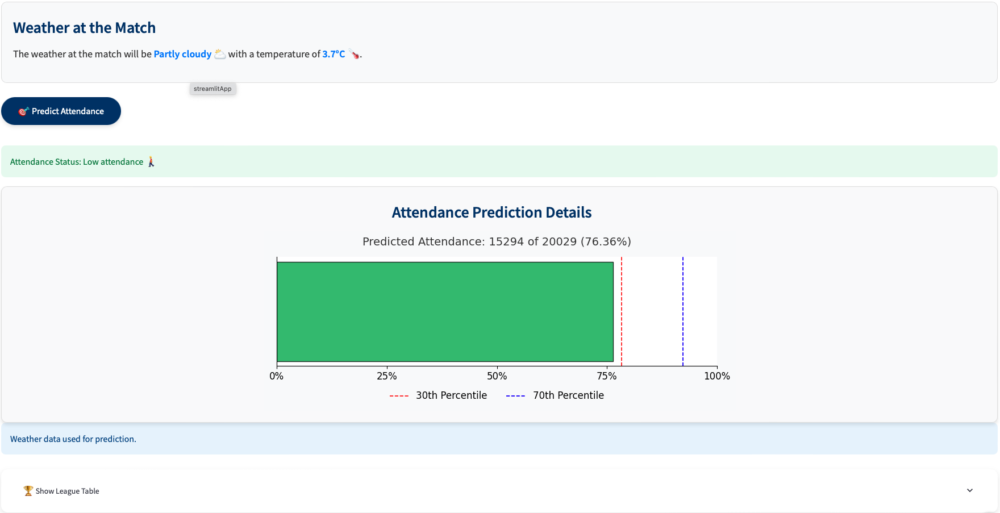 Weather at the Match
The weather at the match will be Partly cloudy ⛅ with a temperature of 3.7°C 🌡️.
streamlitApp
🎯 Predict Attendance
Attendance Status: Low attendance 🚶
Attendance Prediction Details
Predicted Attendance: 15294 of 20029 (76.36%)
0% 25% 50% 75% 100%
30th Percentile 70th Percentile
Weather data used for prediction.
🏆 Show League Table